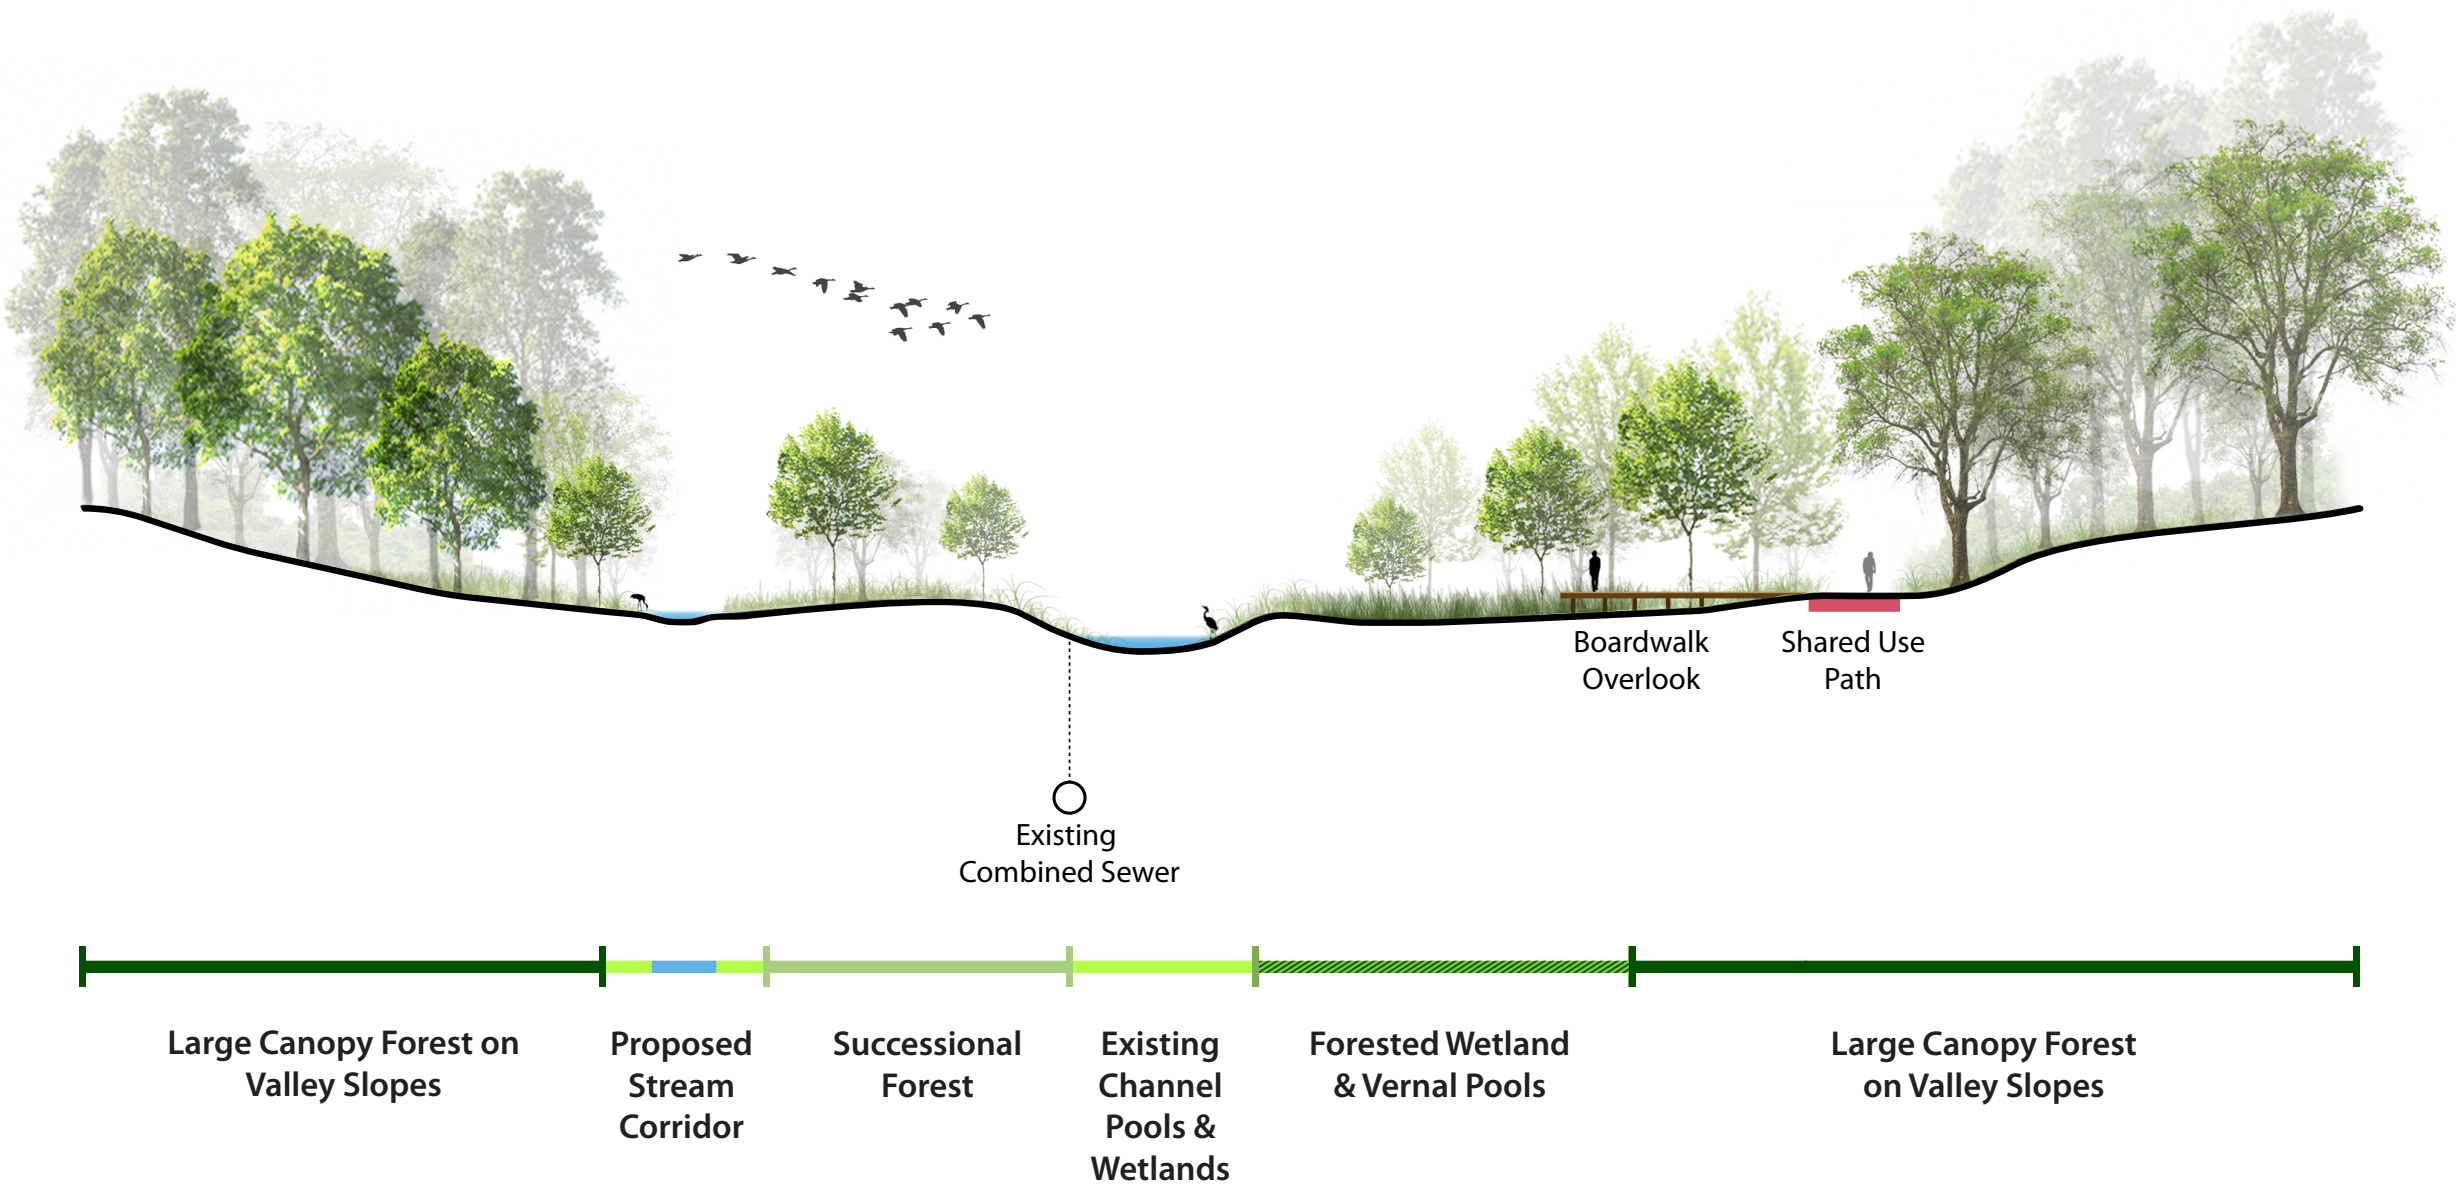 Boardwalk
Overlook
Shared Use
Path
Existing
Combined Sewer
Large Canopy Forest on
Valley Slopes
Proposed
Stream
Corridor
Successional
Forest
Existing
Channel
Pools &
Wetlands
Forested Wetland
& Vernal Pools
Large Canopy Forest
on Valley Slopes